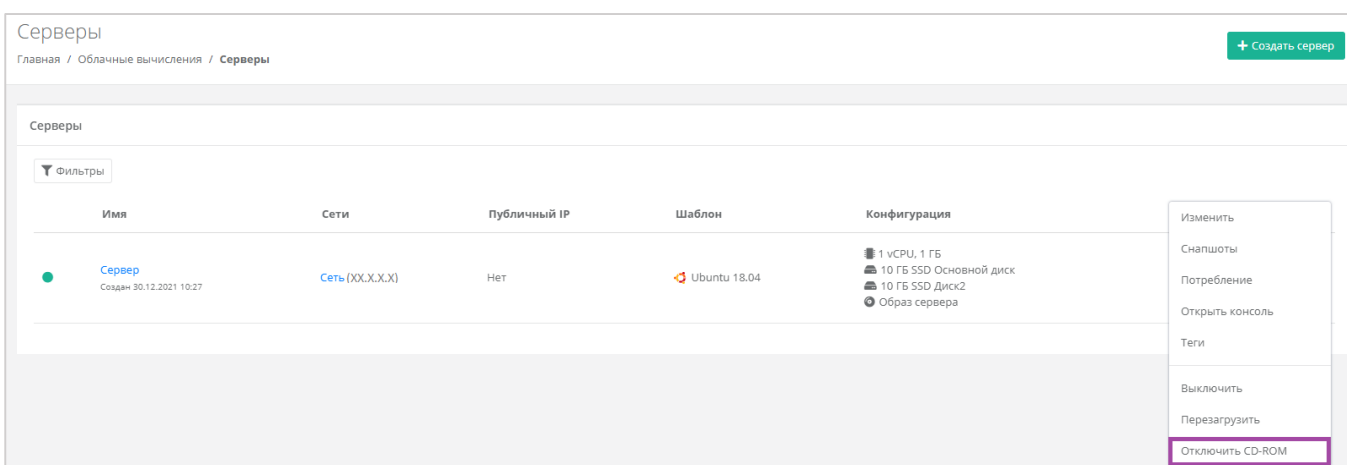 Серверы
+ Создать сервер
Главная / Облачные вычисления / Серверы
Серверы
Фильтры
Имя Сети Публичный IP Шаблон Конфигурация
Сервер
Создан 30.12.2021 10:27
Сеть (XX.X.X.X)
Нет
Ubuntu 18.04
1 vCPU, 1 ГБ
10 ГБ SSD Основной диск
10 ГБ SSD Диск2
Образ сервера
Изменить
Снапшоты
Потребление
Открыть консоль
Теги
Выключить
Перезагрузить
Отключить CD-ROM